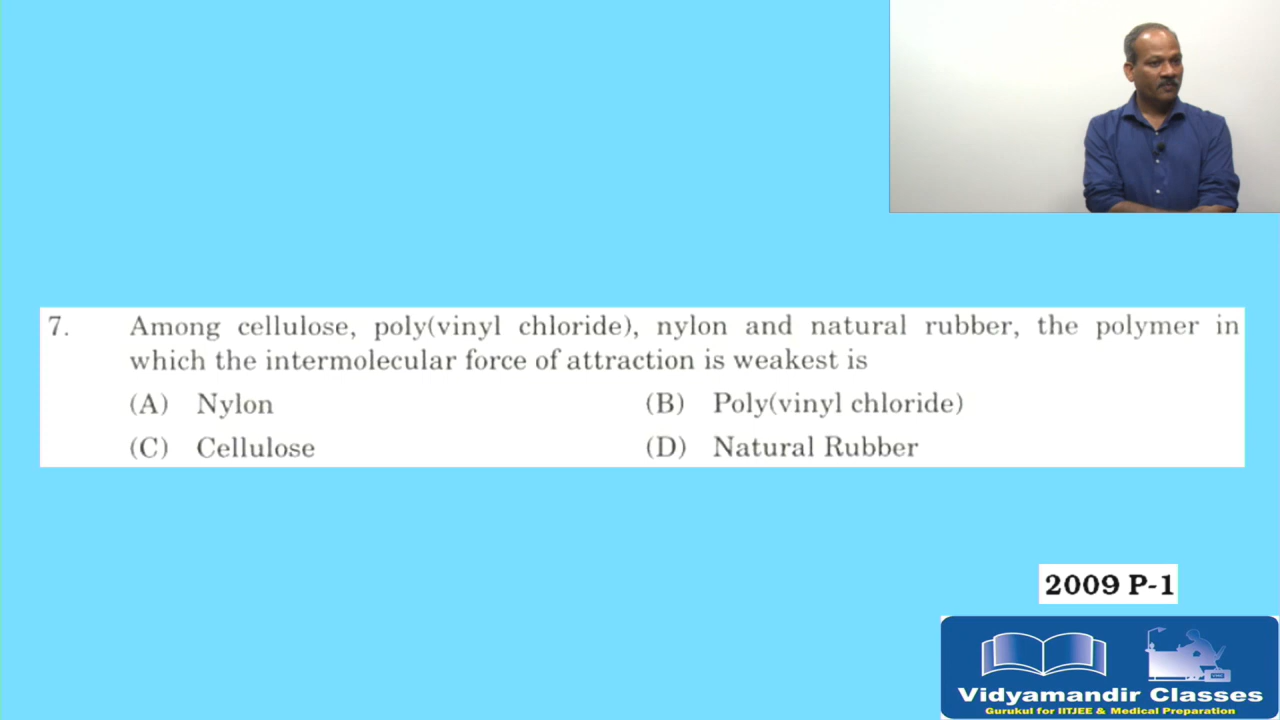 7. Among cellulose, poly(vinyl chloride), nylon and natural rubber, the polymer in
which the intermolecular force of attraction is weakest is
(A) Nylon (B) Poly(vinyl chloride)
(C) Cellulose (D) Natural Rubber
2009 P-1
Vidyamandir Classes
Gurukul for IITJEE & Medical Preparation